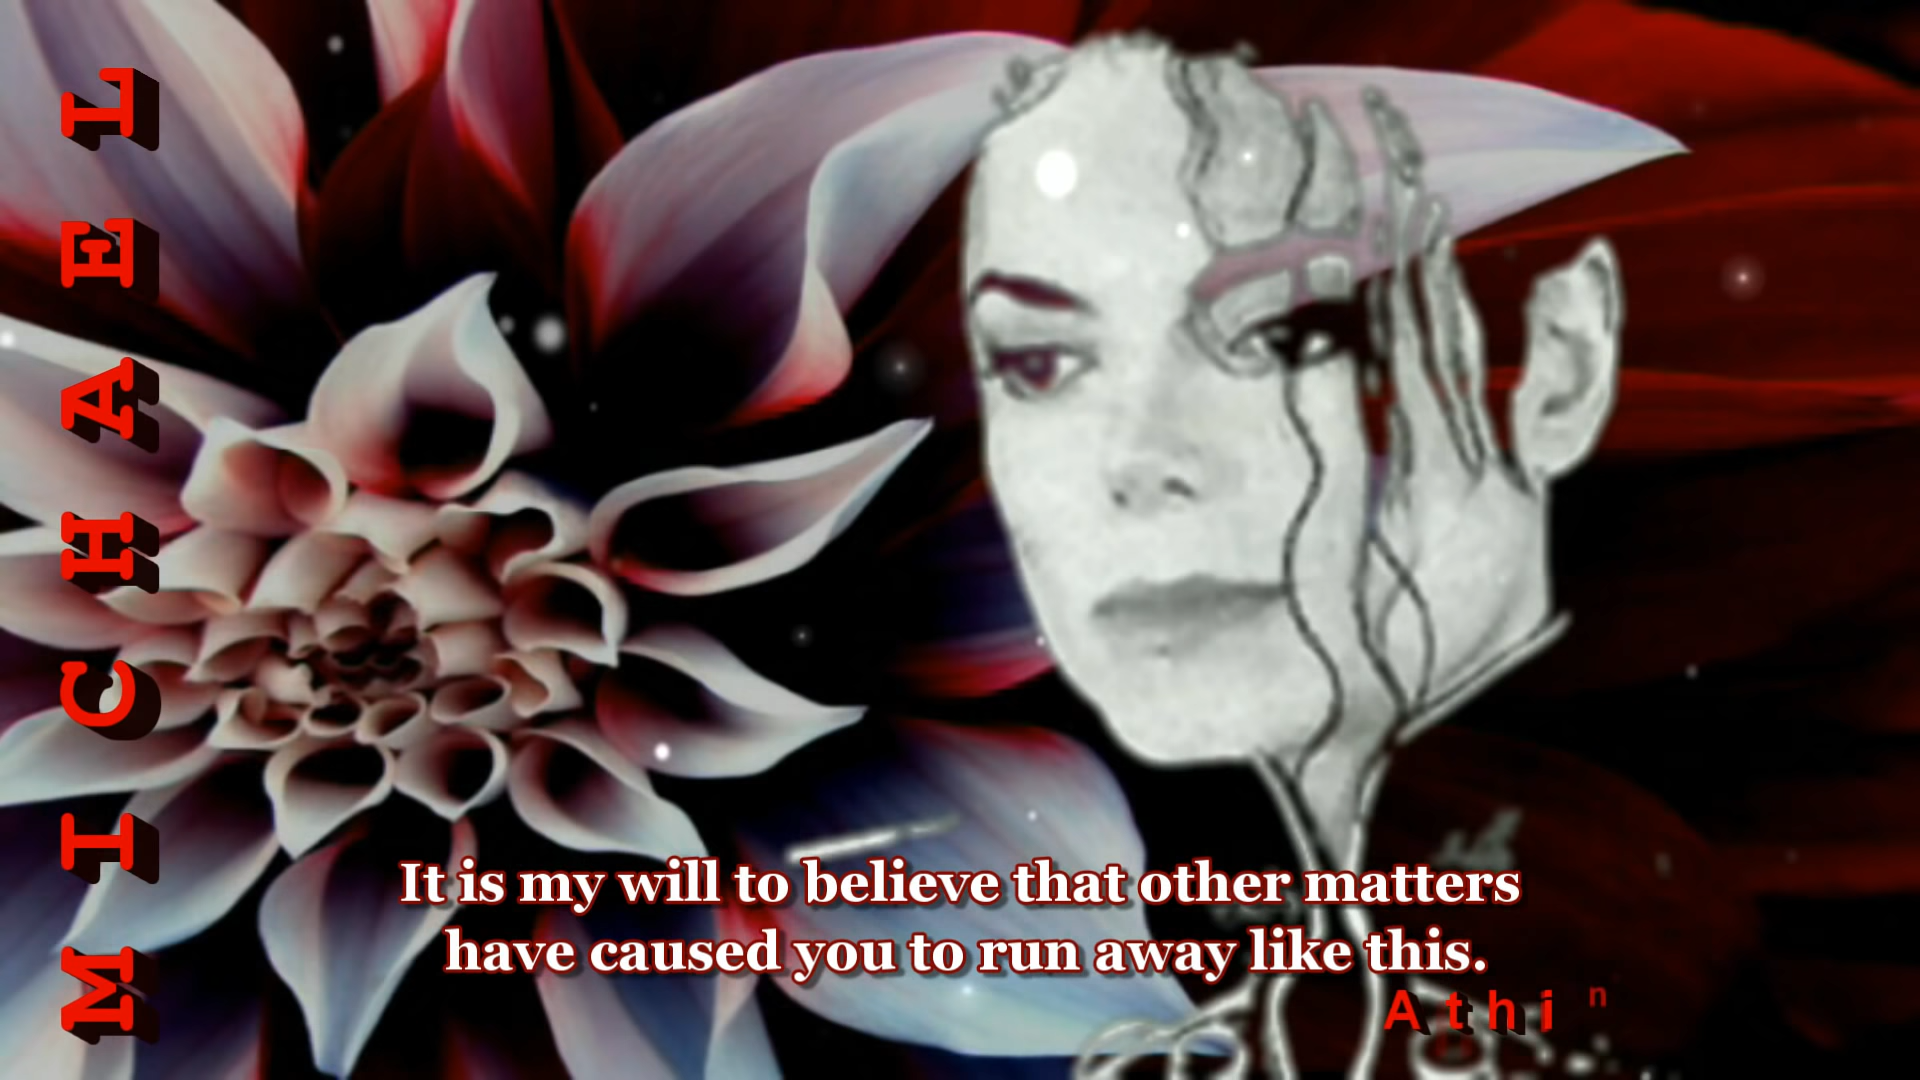 MICHAEL
It is my will to believe that other matters
have caused you to run away like this.
Athin